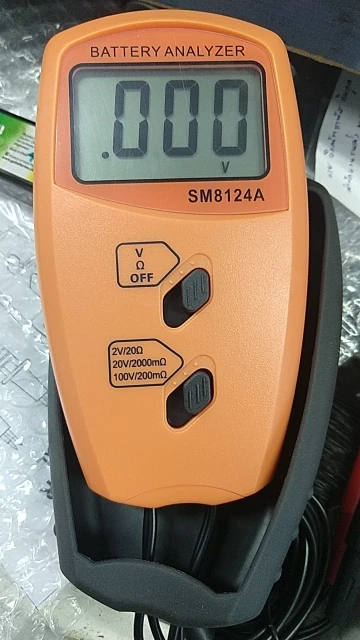 BATTERY ANALYZER
.000
V
SM8124A
V
Ω
OFF
2V/20Ω
20V/2000mΩ
100V/200mΩ